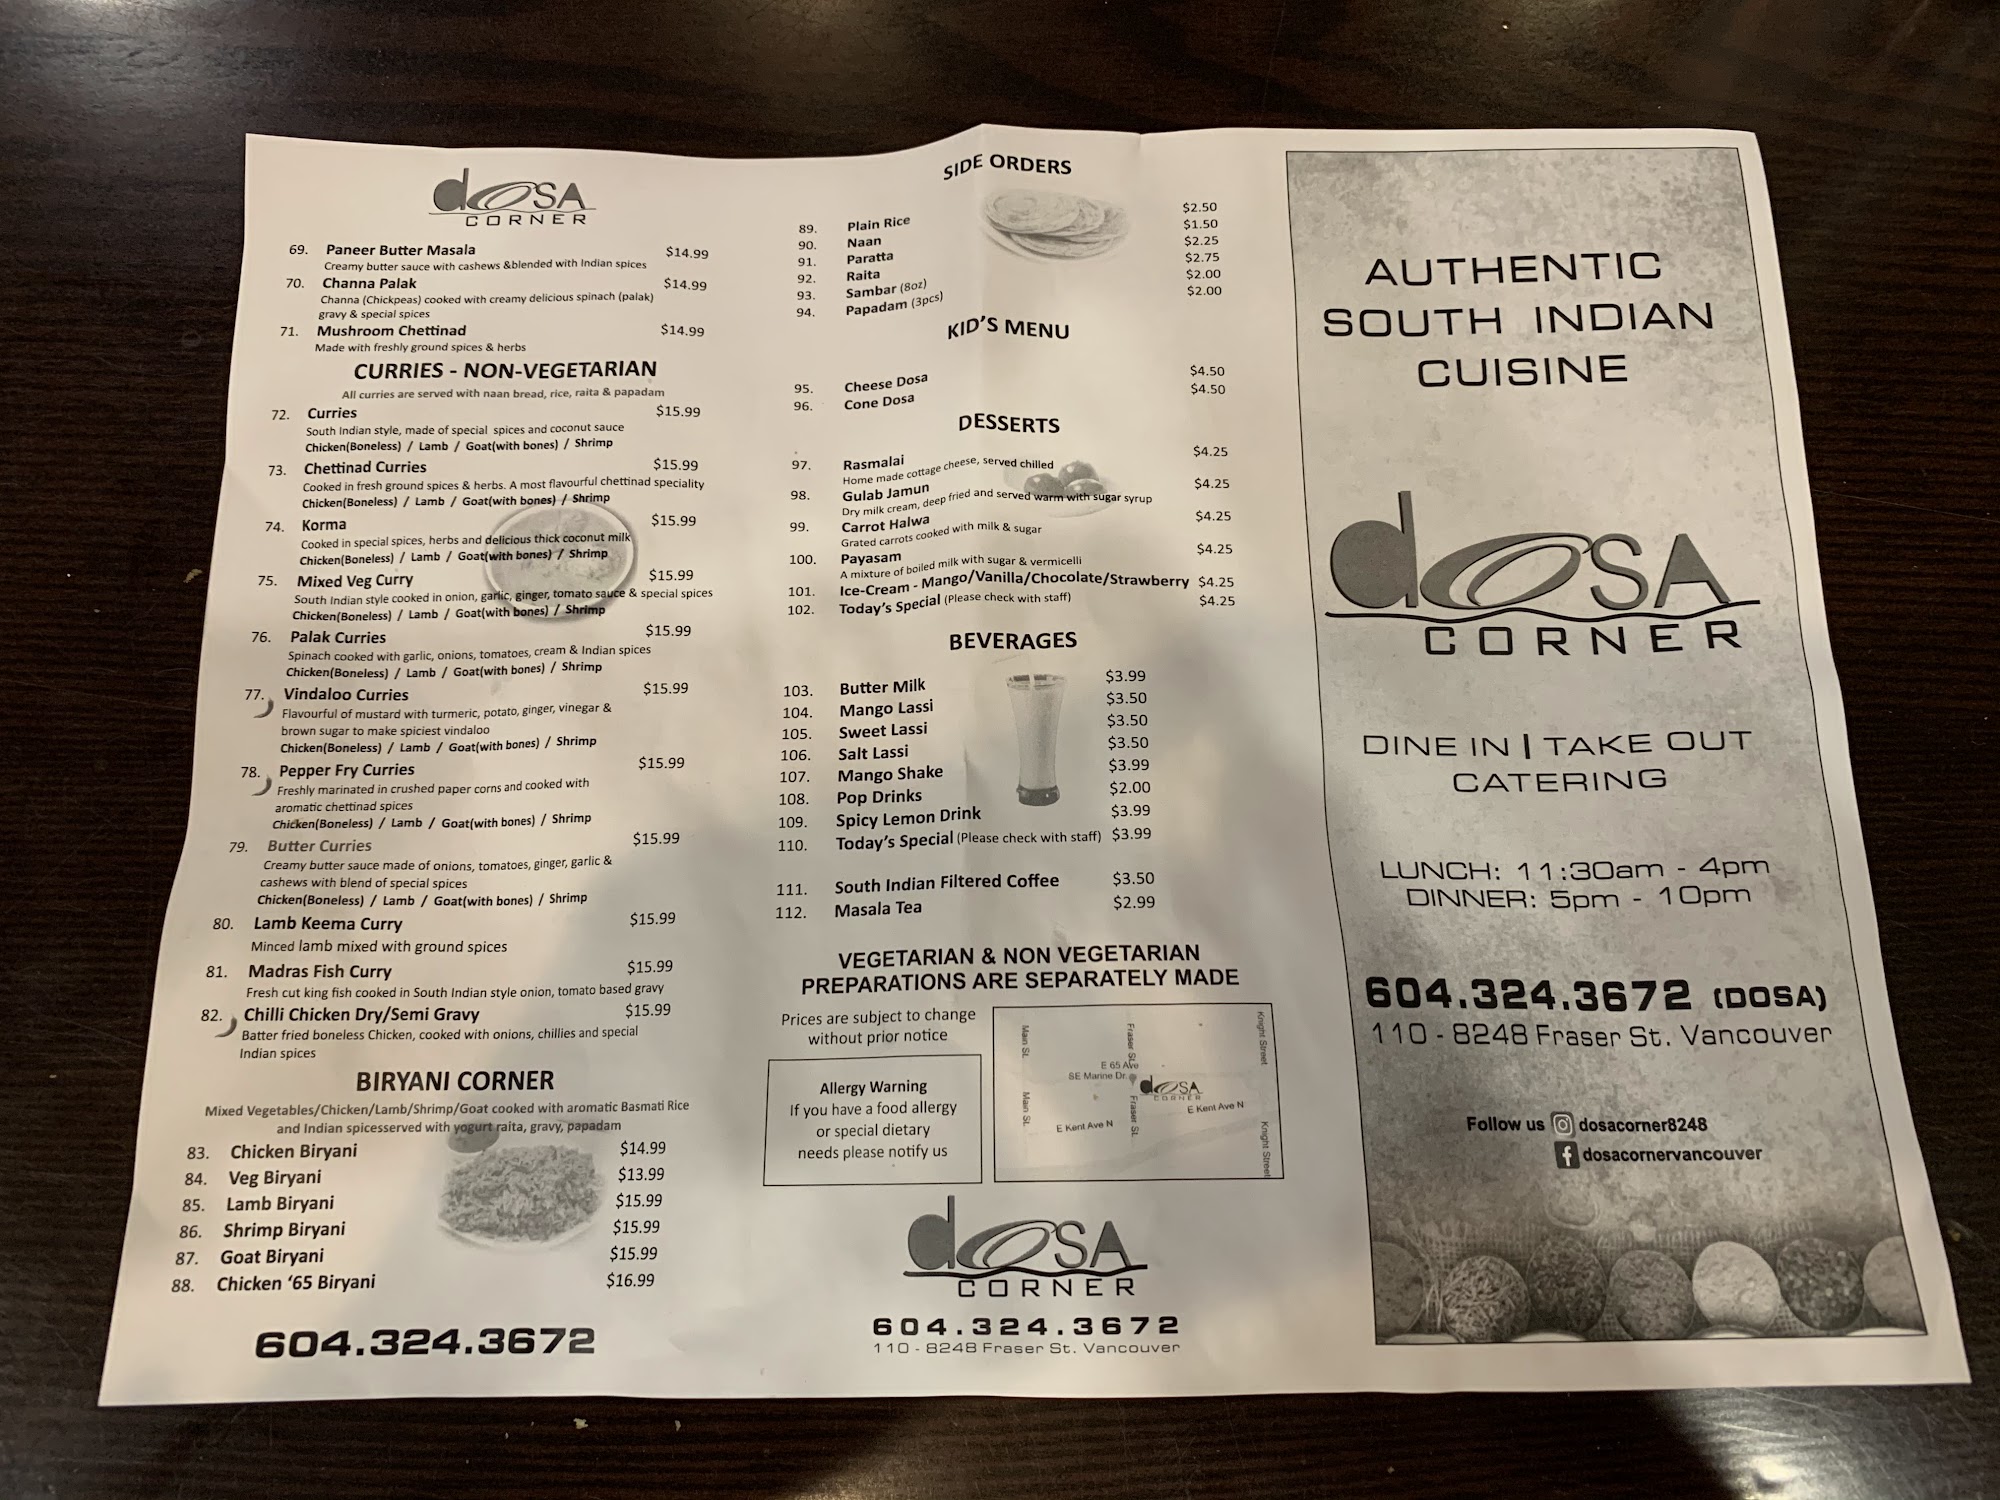 dOSA
CORNER
69. Paneer Butter Masala $14.99
Creamy butter sauce with cashews &blended with Indian spices
70. Channa Palak $14.99
Channa (Chickpeas) cooked with creamy delicious spinach (palak)
gravy & special spices
71. Mushroom Chettinad $14.99
Made with freshly ground spices & herbs
CURRIES - NON-VEGETARIAN
All curries are served with naan bread, rice, raita & papadam
72. Curries $15.99
South Indian style, made of special spices and coconut sauce
Chicken(Boneless) / Lamb / Goat(with bones) / Shrimp
73. Chettinad Curries $15.99
Cooked in fresh ground spices & herbs. A most flavourful chettinad speciality
Chicken(Boneless) / Lamb / Goat(with bones) / Shrimp
74. Korma $15.99
Cooked in special spices, herbs and delicious thick coconut milk
Chicken(Boneless) / Lamb / Goat(with bones) / Shrimp
75. Mixed Veg Curry $15.99
South Indian style cooked in onion, garlic, ginger, tomato sauce & special spices
Chicken(Boneless) / Lamb / Goat(with bones) / Shrimp
76. Palak Curries $15.99
Spinach cooked with garlic, onions, tomatoes, cream & Indian spices
Chicken(Boneless) / Lamb / Goat(with bones) / Shrimp
77. Vindaloo Curries $15.99
Flavourful of mustard with turmeric, potato, ginger, vinegar &
brown sugar to make spiciest vindaloo
Chicken(Boneless) / Lamb / Goat(with bones) / Shrimp
78. Pepper Fry Curries $15.99
Freshly marinated in crushed paper corns and cooked with
aromatic chettinad spices
Chicken(Boneless) / Lamb / Goat(with bones) / Shrimp
79. Butter Curries $15.99
Creamy butter sauce made of onions, tomatoes, ginger, garlic &
cashews with blend of special spices
Chicken(Boneless) / Lamb / Goat(with bones) / Shrimp
80. Lamb Keema Curry $15.99
Minced lamb mixed with ground spices
81. Madras Fish Curry $15.99
Fresh cut king fish cooked in South Indian style onion, tomato based gravy
82. Chilli Chicken Dry/Semi Gravy $15.99
Batter fried boneless Chicken, cooked with onions, chillies and special
Indian spices
BIRYANI CORNER
Mixed Vegetables/Chicken/Lamb/Shrimp/Goat cooked with aromatic Basmati Rice
and Indian spicesserved with yogurt raita, gravy, papadam
83. Chicken Biryani $14.99
84. Veg Biryani $13.99
85. Lamb Biryani $15.99
86. Shrimp Biryani $15.99
87. Goat Biryani $15.99
88. Chicken ‘65 Biryani $16.99
604.324.3672
SIDE ORDERS
89. Plain Rice $2.50
90. Naan $1.50
91. Paratta $2.25
92. Raita $2.75
93. Sambar (8oz) $2.00
94. Papadam (3pcs) $2.00
KID’S MENU
95. Cheese Dosa $4.50
96. Cone Dosa $4.50
DESSERTS
97. Rasmalai $4.25
Home made cottage cheese, served chilled
98. Gulab Jamun $4.25
Dry milk cream, deep fried and served warm with sugar syrup
99. Carrot Halwa $4.25
Grated carrots cooked with milk & sugar
100. Payasam $4.25
A mixture of boiled milk with sugar & vermicelli
101. Ice-Cream - Mango/Vanilla/Chocolate/Strawberry $4.25
102. Today’s Special (Please check with staff) $4.25
BEVERAGES
103. Butter Milk $3.99
104. Mango Lassi $3.50
105. Sweet Lassi $3.50
106. Salt Lassi $3.50
107. Mango Shake $3.99
108. Pop Drinks $2.00
109. Spicy Lemon Drink $3.99
110. Today’s Special (Please check with staff) $3.99
111. South Indian Filtered Coffee $3.50
112. Masala Tea $2.99
VEGETARIAN & NON VEGETARIAN
PREPARATIONS ARE SEPARATELY MADE
Prices are subject to change
without prior notice
Allergy Warning
If you have a food allergy
or special dietary
needs please notify us
Main St.
Fraser St.
Knight Street
E 65 Ave
SE Marine Dr.
dOSA
CORNER
Main St.
E Kent Ave N
Fraser St.
E Kent Ave N
Knight Street
dOSA
CORNER
604.324.3672
110 - 8248 Fraser St. Vancouver
AUTHENTIC
SOUTH INDIAN
CUISINE
dOSA
CORNER
DINE IN | TAKE OUT
CATERING
LUNCH: 11:30am - 4pm
DINNER: 5pm - 10pm
604.324.3672 (DOSA)
110 - 8248 Fraser St. Vancouver
Follow us dosacorner8248
dosacornervancouver